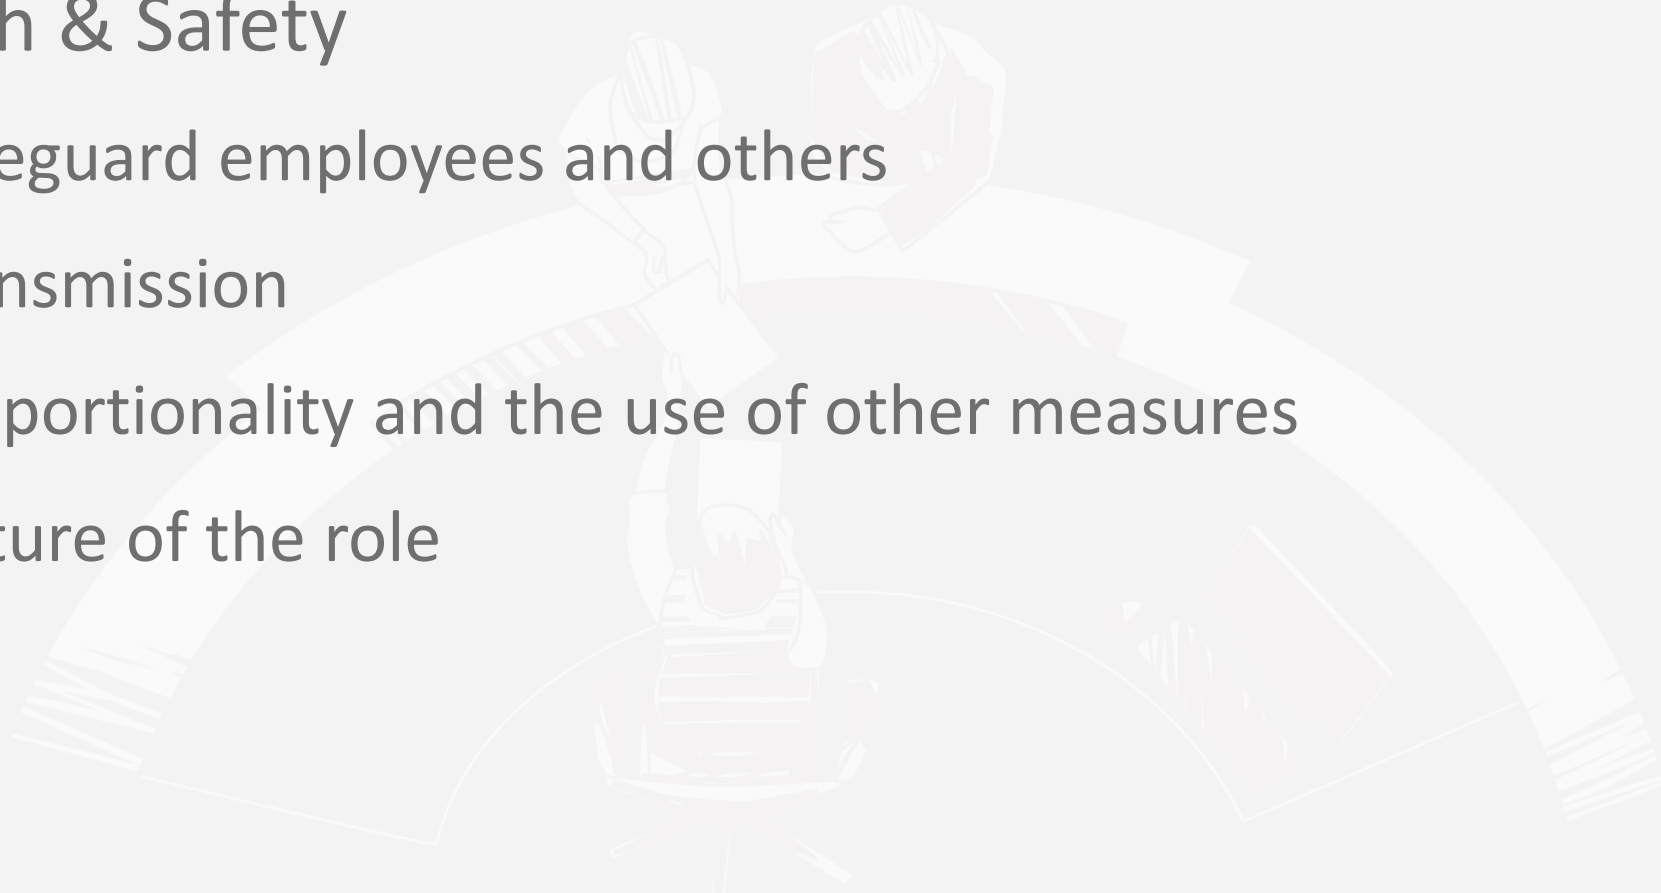 h & Safety
eguard employees and others
nsmission
portionality and the use of other measures
ture of the role